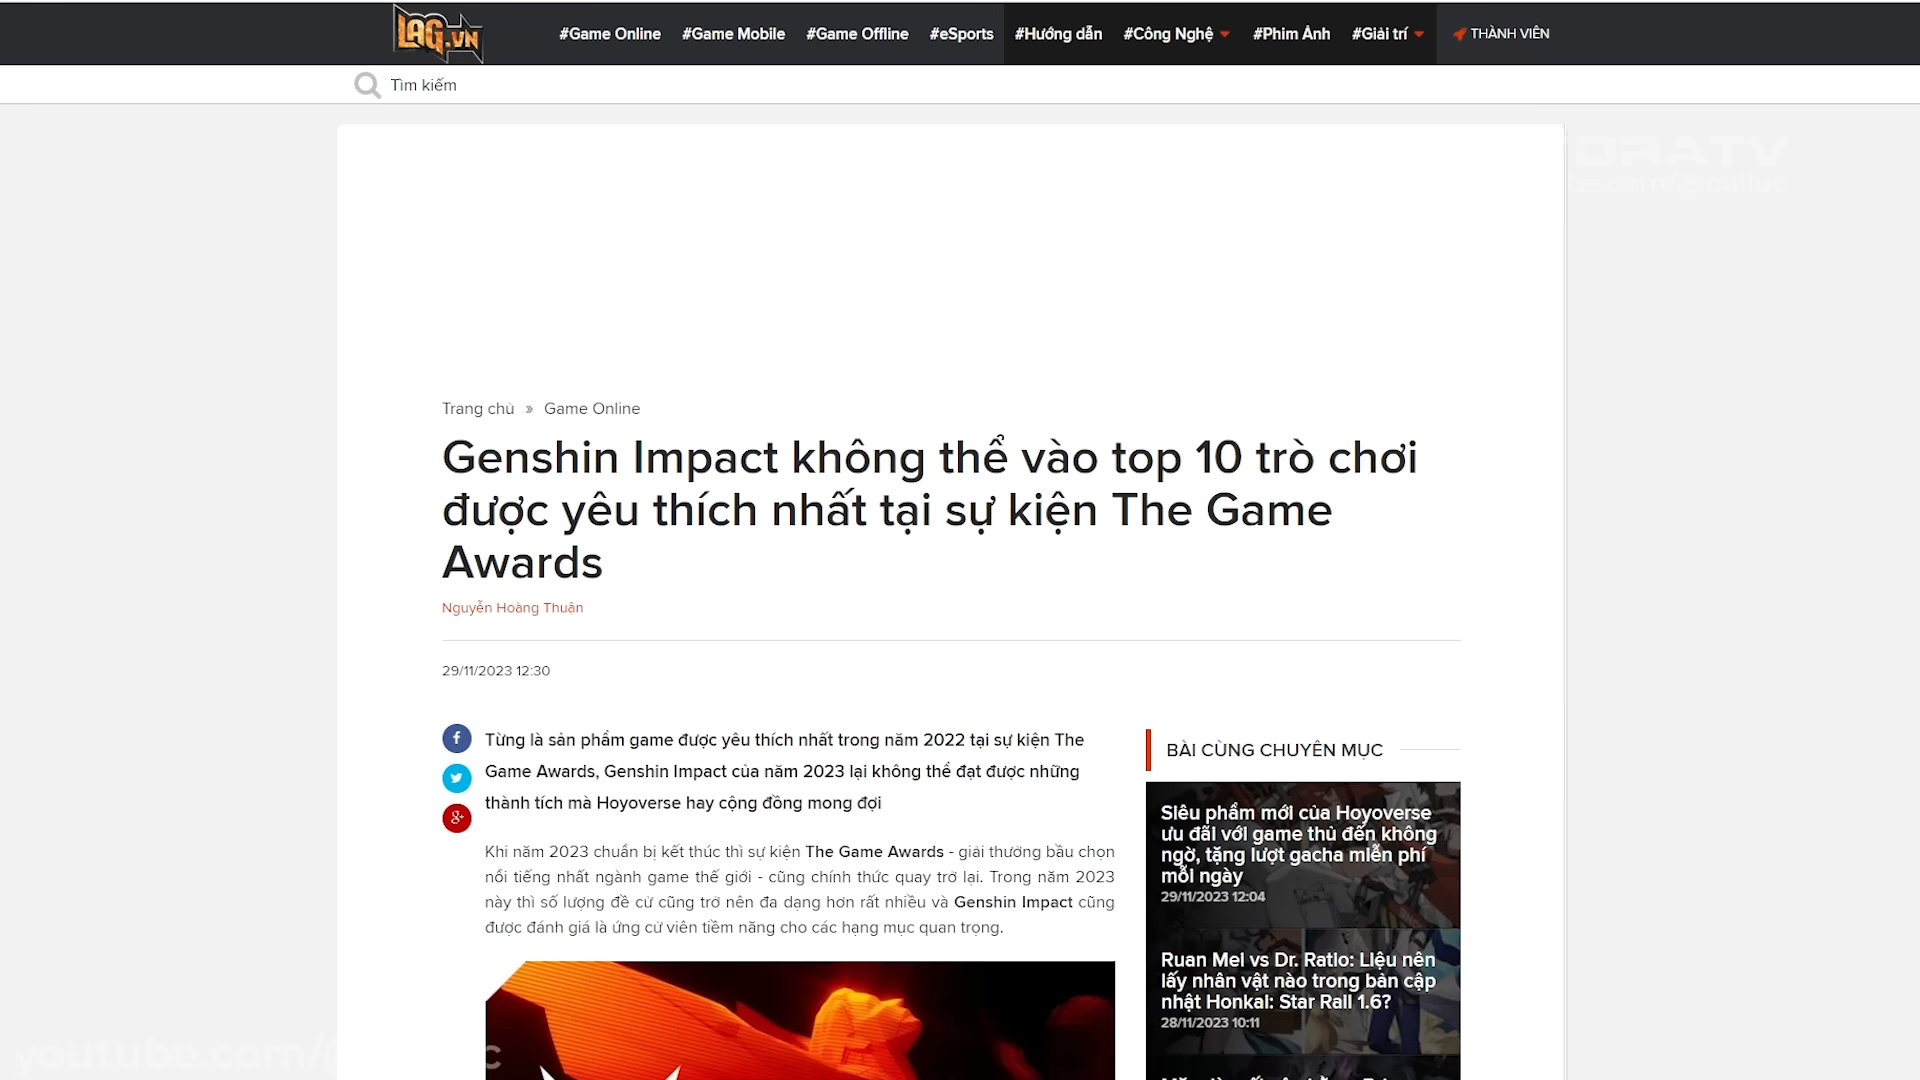 LAG.VN
#Game Online #Game Mobile #Game Offline #eSports #Hướng dẫn #Công Nghệ #Phim Ảnh #Giải trí THÀNH VIÊN
Tìm kiếm
DRATV
Trang chủ » Game Online
Genshin Impact không thể vào top 10 trò chơi
được yêu thích nhất tại sự kiện The Game
Awards
Nguyễn Hoàng Thuận
29/11/2023 12:30
Từng là sản phẩm game được yêu thích nhất trong năm 2022 tại sự kiện The
Game Awards, Genshin Impact của năm 2023 lại không thể đạt được những
thành tích mà Hoyoverse hay cộng đồng mong đợi
Khi năm 2023 chuẩn bị kết thúc thì sự kiện The Game Awards - giải thưởng bầu chọn
nổi tiếng nhất ngành game thế giới - cũng chính thức quay trở lại. Trong năm 2023
này thì số lượng đề cử cũng trở nên đa dạng hơn rất nhiều và Genshin Impact cũng
được đánh giá là ứng cử viên tiềm năng cho các hạng mục quan trọng.
BÀI CÙNG CHUYÊN MỤC
Siêu phẩm mới của Hoyoverse
ưu đãi với game thủ đến không
ngờ, tặng lượt gacha miễn phí
mỗi ngày
29/11/2023 12:04
Ruan Mei vs Dr. Ratio: Liệu nên
lấy nhân vật nào trong bản cập
nhật Honkai: Star Rail 1.6?
28/11/2023 10:11
youtube.com/@